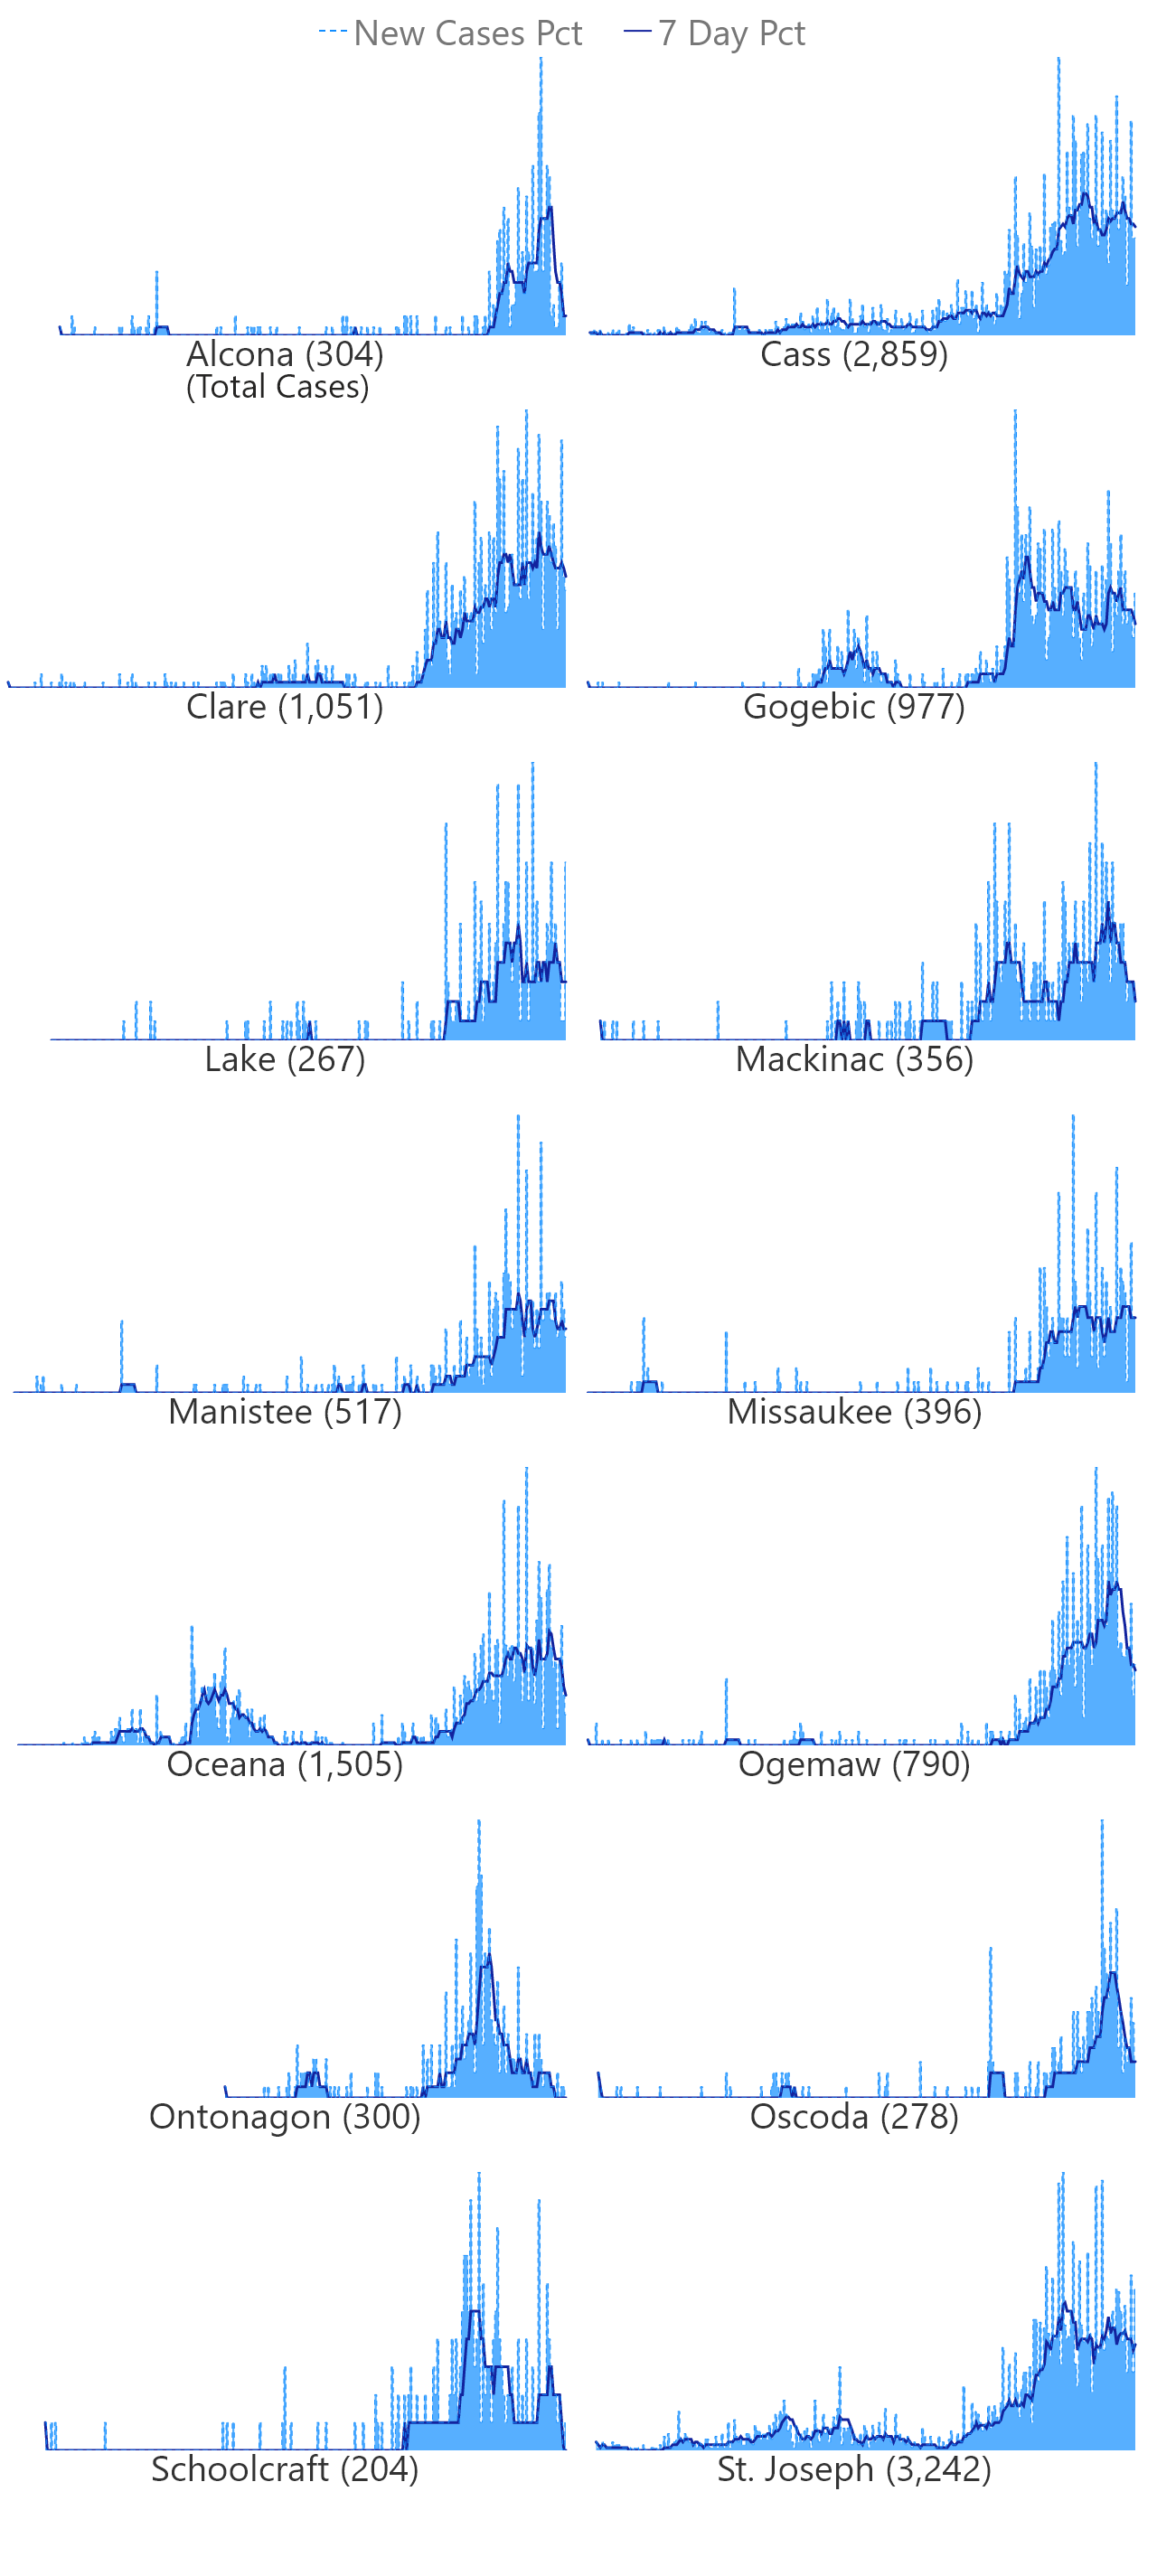 New Cases Pct 7 Day Pct
Alcona (304)
(Total Cases)
Cass (2,859)
Clare (1,051)
Gogebic (977)
Lake (267)
Mackinac (356)
Manistee (517)
Missaukee (396)
Oceana (1,505)
Ogemaw (790)
Ontonagon (300)
Oscoda (278)
Schoolcraft (204)
St. Joseph (3,242)